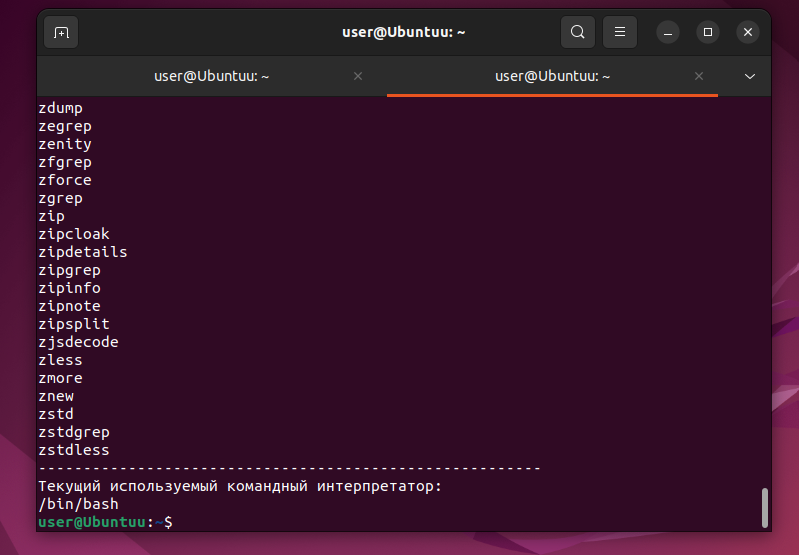 user@Ubuntuu: ~
user@Ubuntuu: ~
user@Ubuntuu: ~
zdump
zegrep
zenity
zfgrep
zforce
zgrep
zip
zipcloak
zipdetails
zipgrep
zipinfo
zipnote
zipsplit
zjsdecode
zless
zmore
znew
zstd
zstdgrep
zstdless
--------------------------------------------------------
Текущий используемый командный интерпретатор:
/bin/bash
user@Ubuntuu:~$